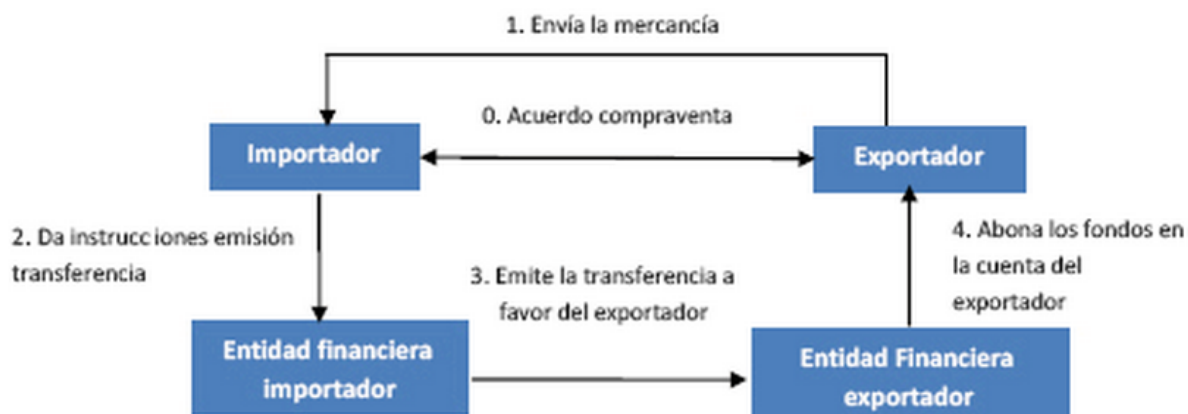 1. Envía la mercancía
0. Acuerdo compraventa
Importador
Exportador
2. Da instrucciones emisión
transferencia
3. Emite la transferencia a
favor del exportador
4. Abona los fondos en
la cuenta del
exportador
Entidad financiera
importador
Entidad Financiera
exportador